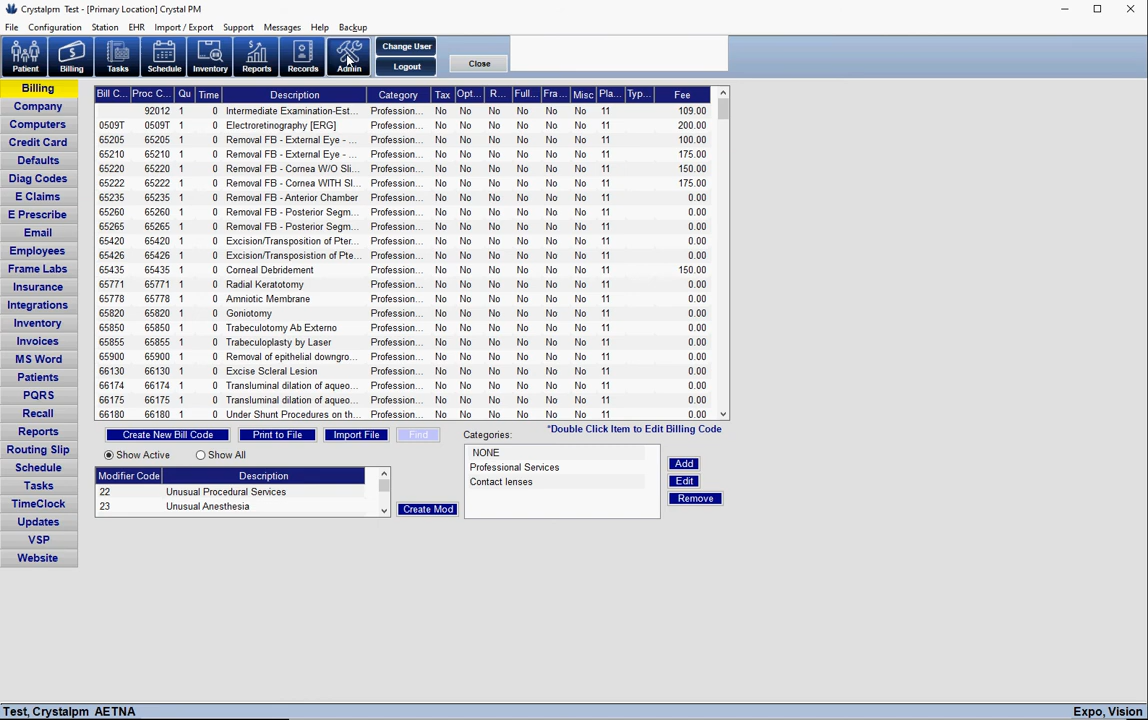 Crystalpm Test - [Primary Location] Crystal PM
File Configuration Station EHR Import / Export Support Messages Help Backup
Patient Billing Tasks Schedule Inventory Reports Records Admin Change User Logout Close
Billing
Company
Computers
Credit Card
Defaults
Diag Codes
E Claims
E Prescribe
Email
Employees
Frame Labs
Insurance
Integrations
Inventory
Invoices
MS Word
Patients
PQRS
Recall
Reports
Routing Slip
Schedule
Tasks
TimeClock
Updates
VSP
Website
Bill C... Proc C... Qu Time Description Category Tax Opt... R... Full... Fra... Misc Pla... Typ... Fee
92012 1 0 Intermediate Examination-Est... Profession... No No No No No No 11 109.00
0509T 0509T 1 0 Electroretinography [ERG] Profession... No No No No No No 11 200.00
65205 65205 1 0 Removal FB - External Eye - ... Profession... No No No No No No 11 100.00
65210 65210 1 0 Removal FB - External Eye - ... Profession... No No No No No No 11 175.00
65220 65220 1 0 Removal FB - Cornea W/O Sli... Profession... No No No No No No 11 150.00
65222 65222 1 0 Removal FB - Cornea WITH Sl... Profession... No No No No No No 11 175.00
65235 65235 1 0 Removal FB - Anterior Chamber Profession... No No No No No No 11 0.00
65260 65260 1 0 Removal FB - Posterior Segm... Profession... No No No No No No 11 0.00
65265 65265 1 0 Removal FB - Posterior Segm... Profession... No No No No No No 11 0.00
65420 65420 1 0 Excision/Transposition of Pter... Profession... No No No No No No 11 0.00
65426 65426 1 0 Excision/Transposistion of Pte... Profession... No No No No No No 11 0.00
65435 65435 1 0 Corneal Debridement Profession... No No No No No No 11 150.00
65771 65771 1 0 Radial Keratotomy Profession... No No No No No No 11 0.00
65778 65778 1 0 Amniotic Membrane Profession... No No No No No No 11 0.00
65820 65820 1 0 Goniotomy Profession... No No No No No No 11 0.00
65850 65850 1 0 Trabeculotomy Ab Externo Profession... No No No No No No 11 0.00
65855 65855 1 0 Trabeculoplasty by Laser Profession... No No No No No No 11 0.00
65900 65900 1 0 Removal of epithelial downgro... Profession... No No No No No No 11 0.00
66130 66130 1 0 Excise Scleral Lesion Profession... No No No No No No 11 0.00
66174 66174 1 0 Transluminal dilation of aqueo... Profession... No No No No No No 11 0.00
66175 66175 1 0 Transluminal dilation of aqueo... Profession... No No No No No No 11 0.00
66180 66180 1 0 Under Shunt Procedures on th... Profession... No No No No No No 11 0.00
Create New Bill Code Print to File Import File Find Categories: *Double Click Item to Edit Billing Code
Show Active Show All
Modifier Code Description
22 Unusual Procedural Services
23 Unusual Anesthesia
Create Mod
NONE
Professional Services
Contact lenses
Add
Edit
Remove
Test, Crystalpm AETNA Expo, Vision